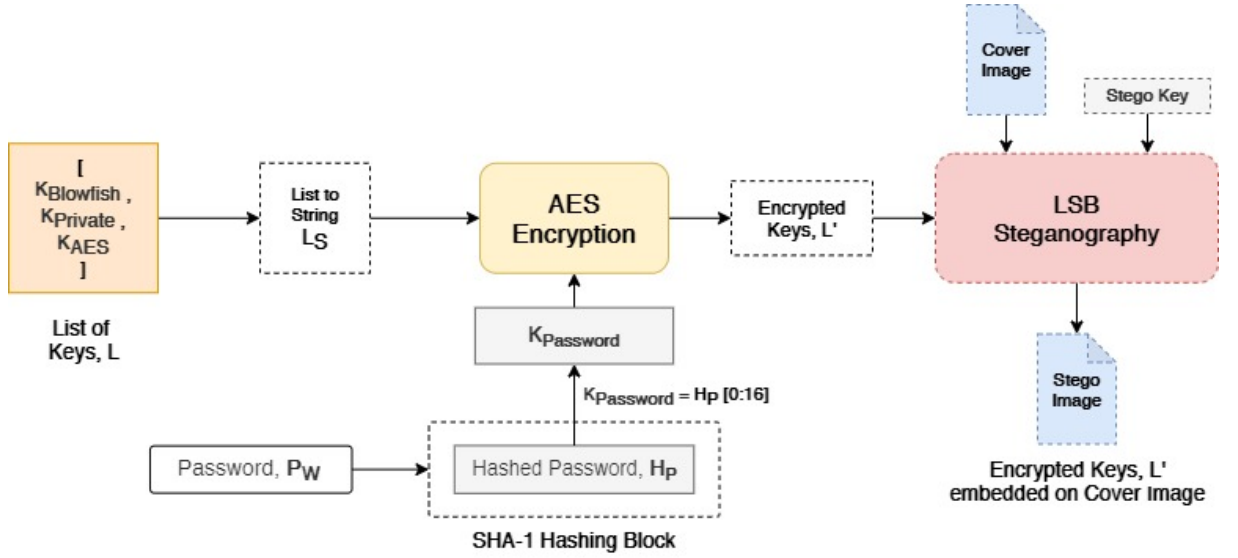 [
KBlowfish ,
KPrivate ,
KAES
]
List of
Keys, L
List to
String
LS
AES
Encryption
Encrypted
Keys, L'
Cover
Image
Stego Key
LSB
Steganography
KPassword
KPassword = HP [0:16]
Password, PW
Hashed Password, HP
SHA-1 Hashing Block
Stego
Image
Encrypted Keys, L'
embedded on Cover Image